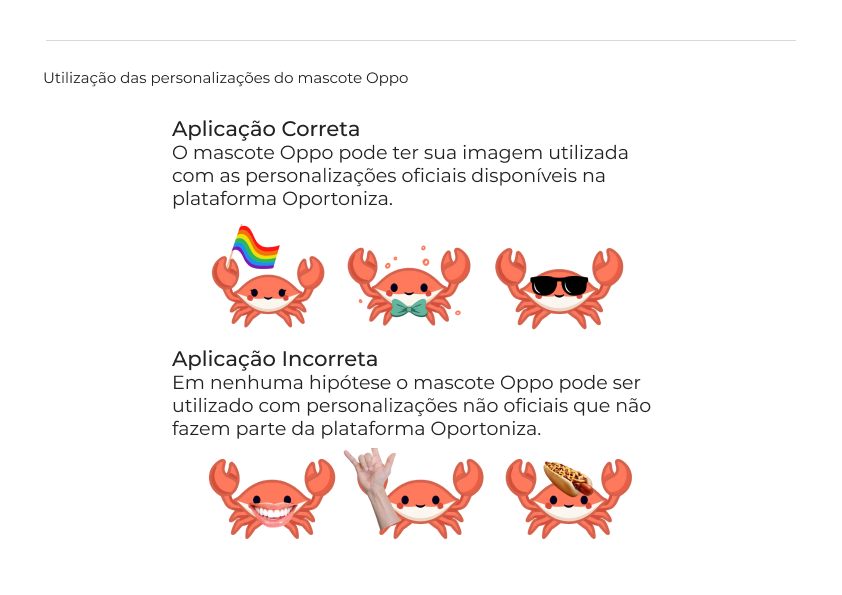 Utilização das personalizações do mascote Oppo
Aplicação Correta
O mascote Oppo pode ter sua imagem utilizada
com as personalizações oficiais disponíveis na
plataforma Oportoniza.
Aplicação Incorreta
Em nenhuma hipótese o mascote Oppo pode ser
utilizado com personalizações não oficiais que não
fazem parte da plataforma Oportoniza.